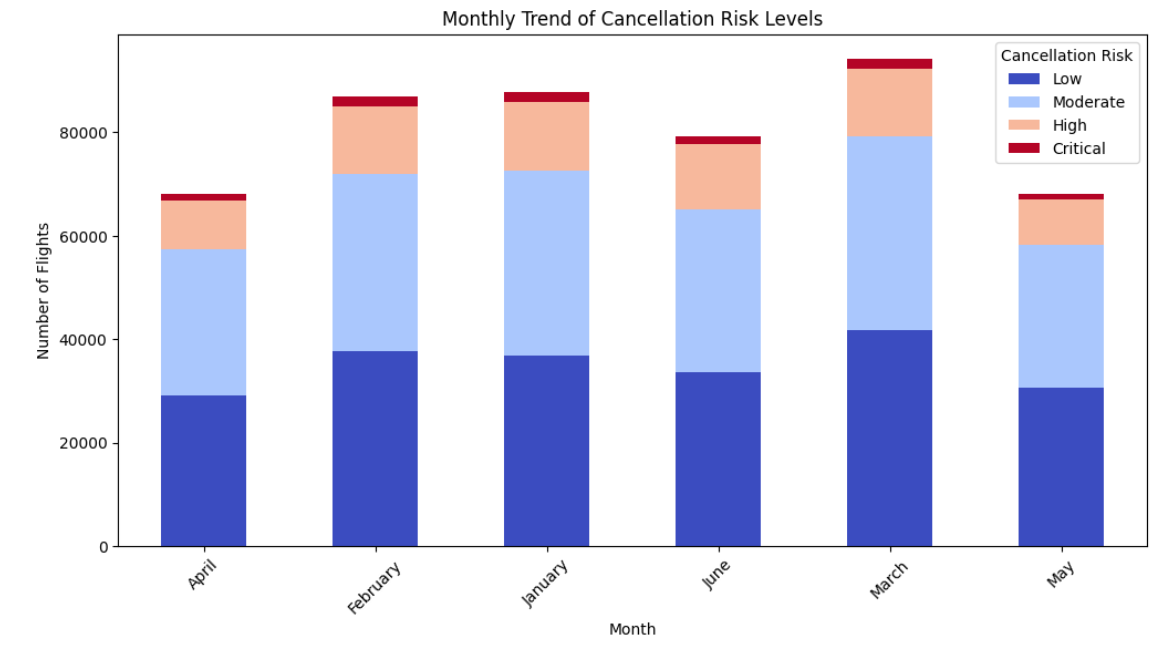 Monthly Trend of Cancellation Risk Levels
Cancellation Risk
Low
Moderate
High
Critical
Number of Flights
80000
60000
40000
20000
0
April
February
January
June
March
May
Month